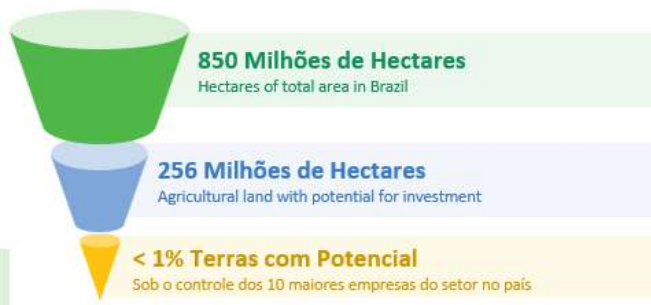 850 Milhões de Hectares
Hectares of total area in Brazil
256 Milhões de Hectares
Agricultural land with potential for investment
< 1% Terras com Potencial
Sob o controle dos 10 maiores empresas do setor no país